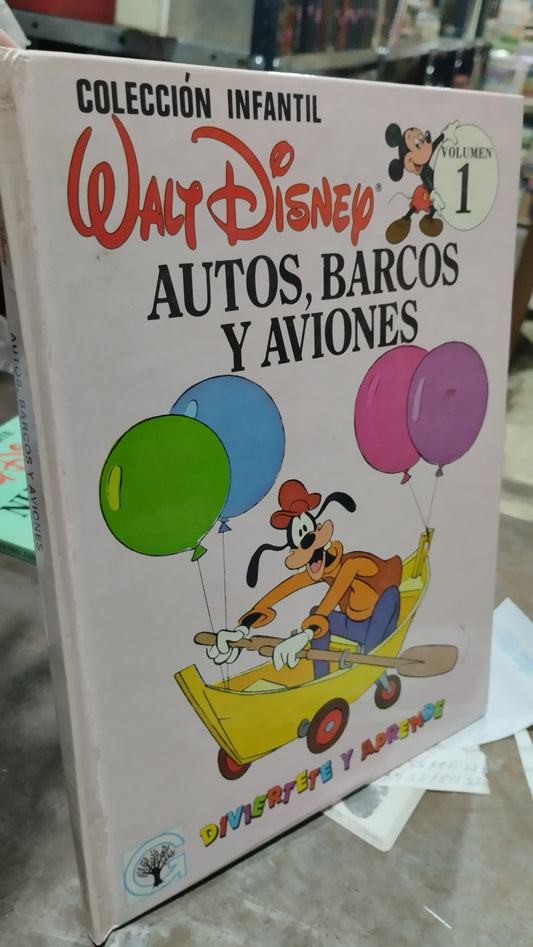 COLECCIÓN INFANTIL
WALT DISNEY®
VOLUMEN
1
AUTOS, BARCOS
Y AVIONES
DIVIERTETE Y APRENDE
G
AUTOS, BARCOS Y AVIONES